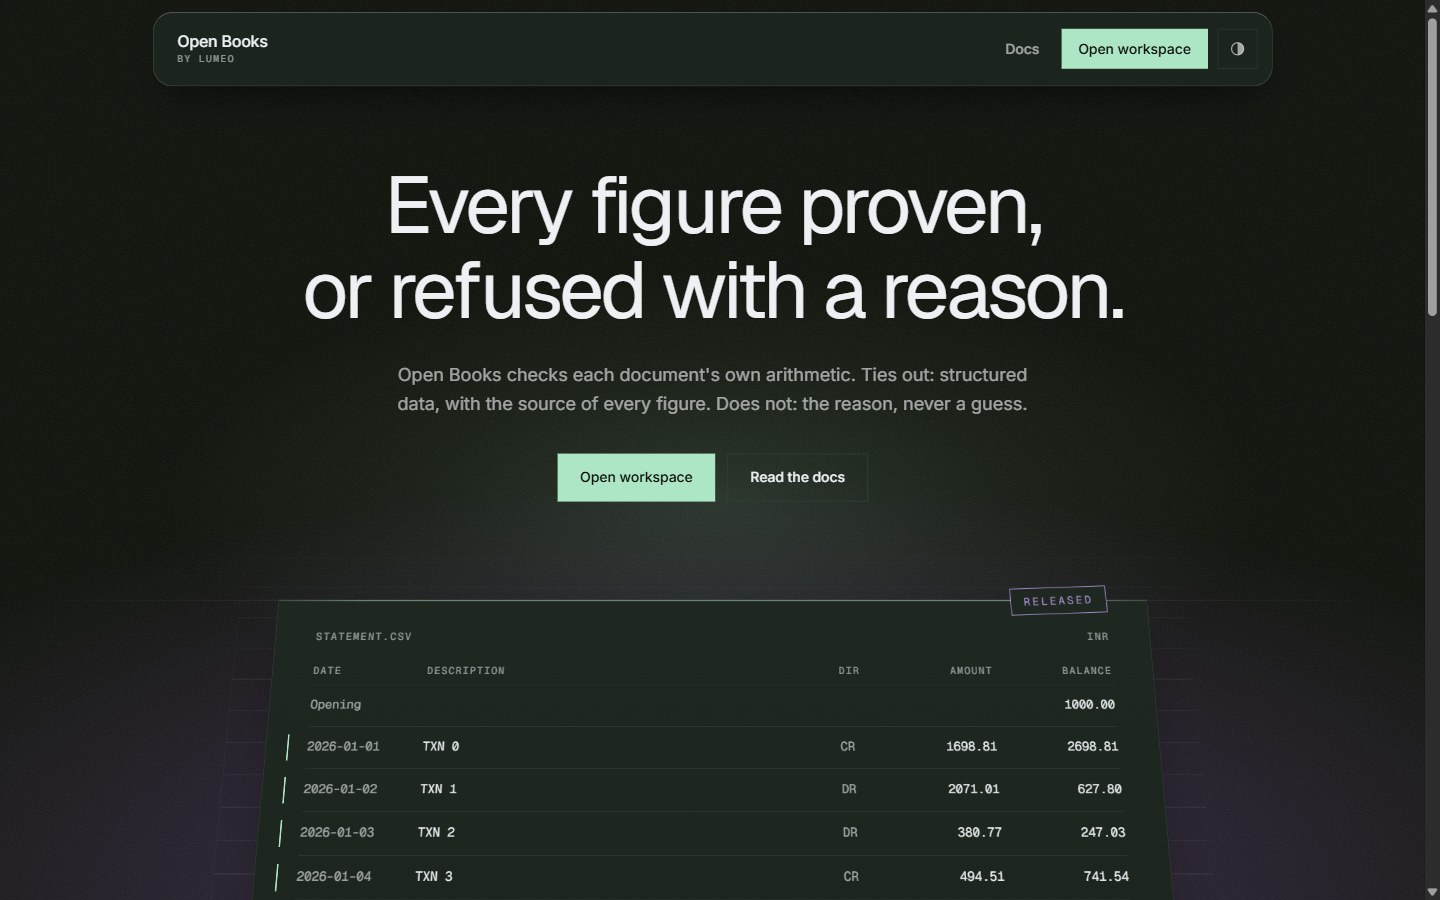 Open Books
BY LUMEO
Docs
Open workspace
Every figure proven,
or refused with a reason.
Open Books checks each document's own arithmetic. Ties out: structured
data, with the source of every figure. Does not: the reason, never a guess.
Open workspace
Read the docs
RELEASED
STATEMENT.CSV INR
DATE DESCRIPTION DIR AMOUNT BALANCE
Opening 1000.00
2026-01-01 TXN 0 CR 1698.81 2698.81
2026-01-02 TXN 1 DR 2071.01 627.80
2026-01-03 TXN 2 DR 380.77 247.03
2026-01-04 TXN 3 CR 494.51 741.54